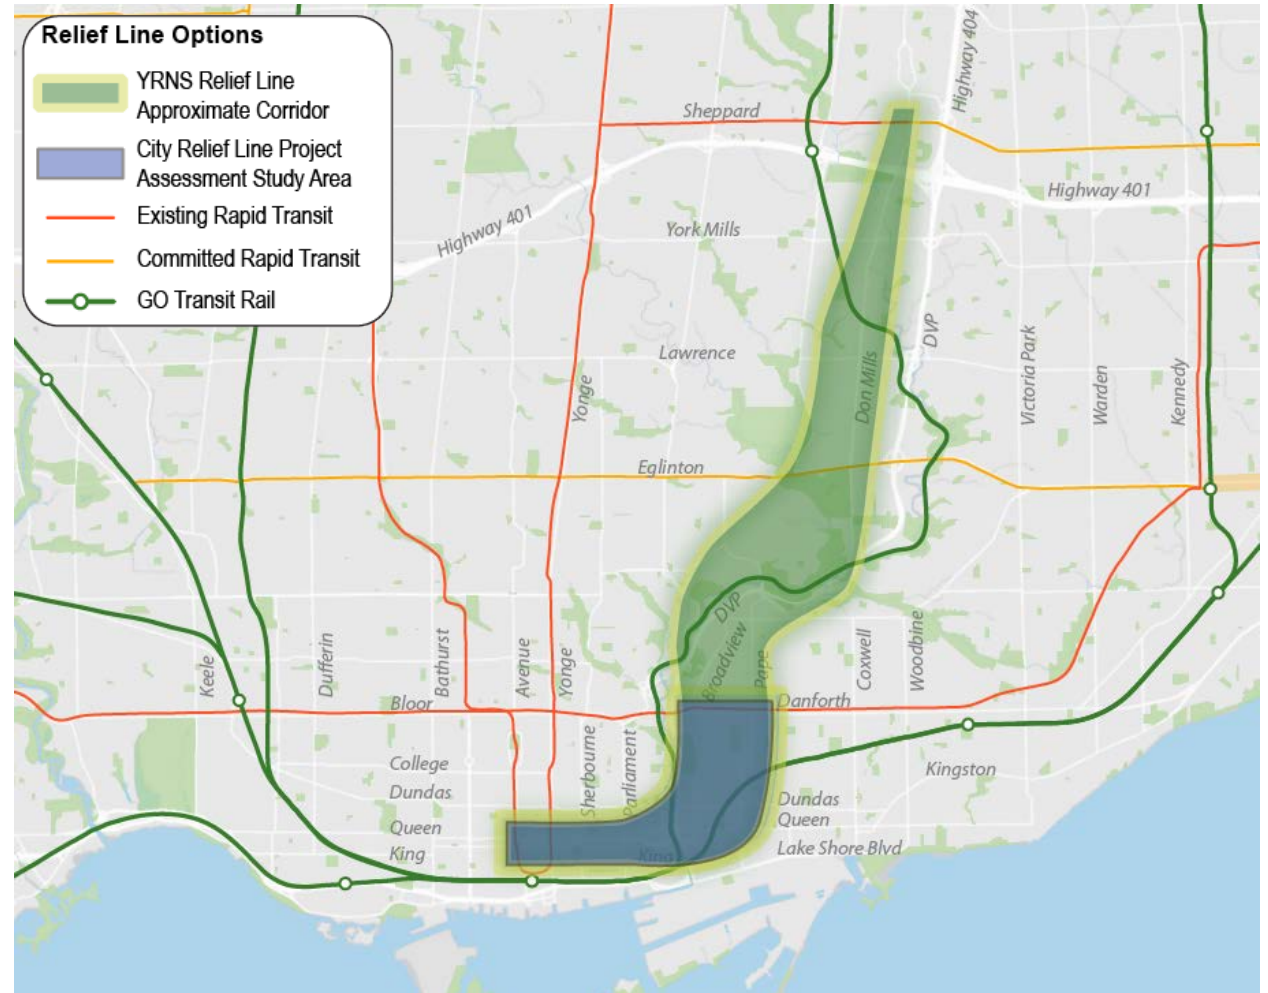 Relief Line Options
YRNS Relief Line
Approximate Corridor
City Relief Line Project
Assessment Study Area
Existing Rapid Transit
Committed Rapid Transit
GO Transit Rail
Highway 404
Sheppard
Highway 401
Highway 401
York Mills
DVP
Lawrence
Yonge
Don Mills
Victoria Park
Warden
Kennedy
Eglinton
DVP
Keele
Dufferin
Bathurst
Avenue
Yonge
Broadview
Pape
Coxwell
Woodbine
Bloor
Danforth
Sherbourne
Parliament
College
Dundas
Kingston
Dundas
Queen
Queen
King
King
Lake Shore Blvd